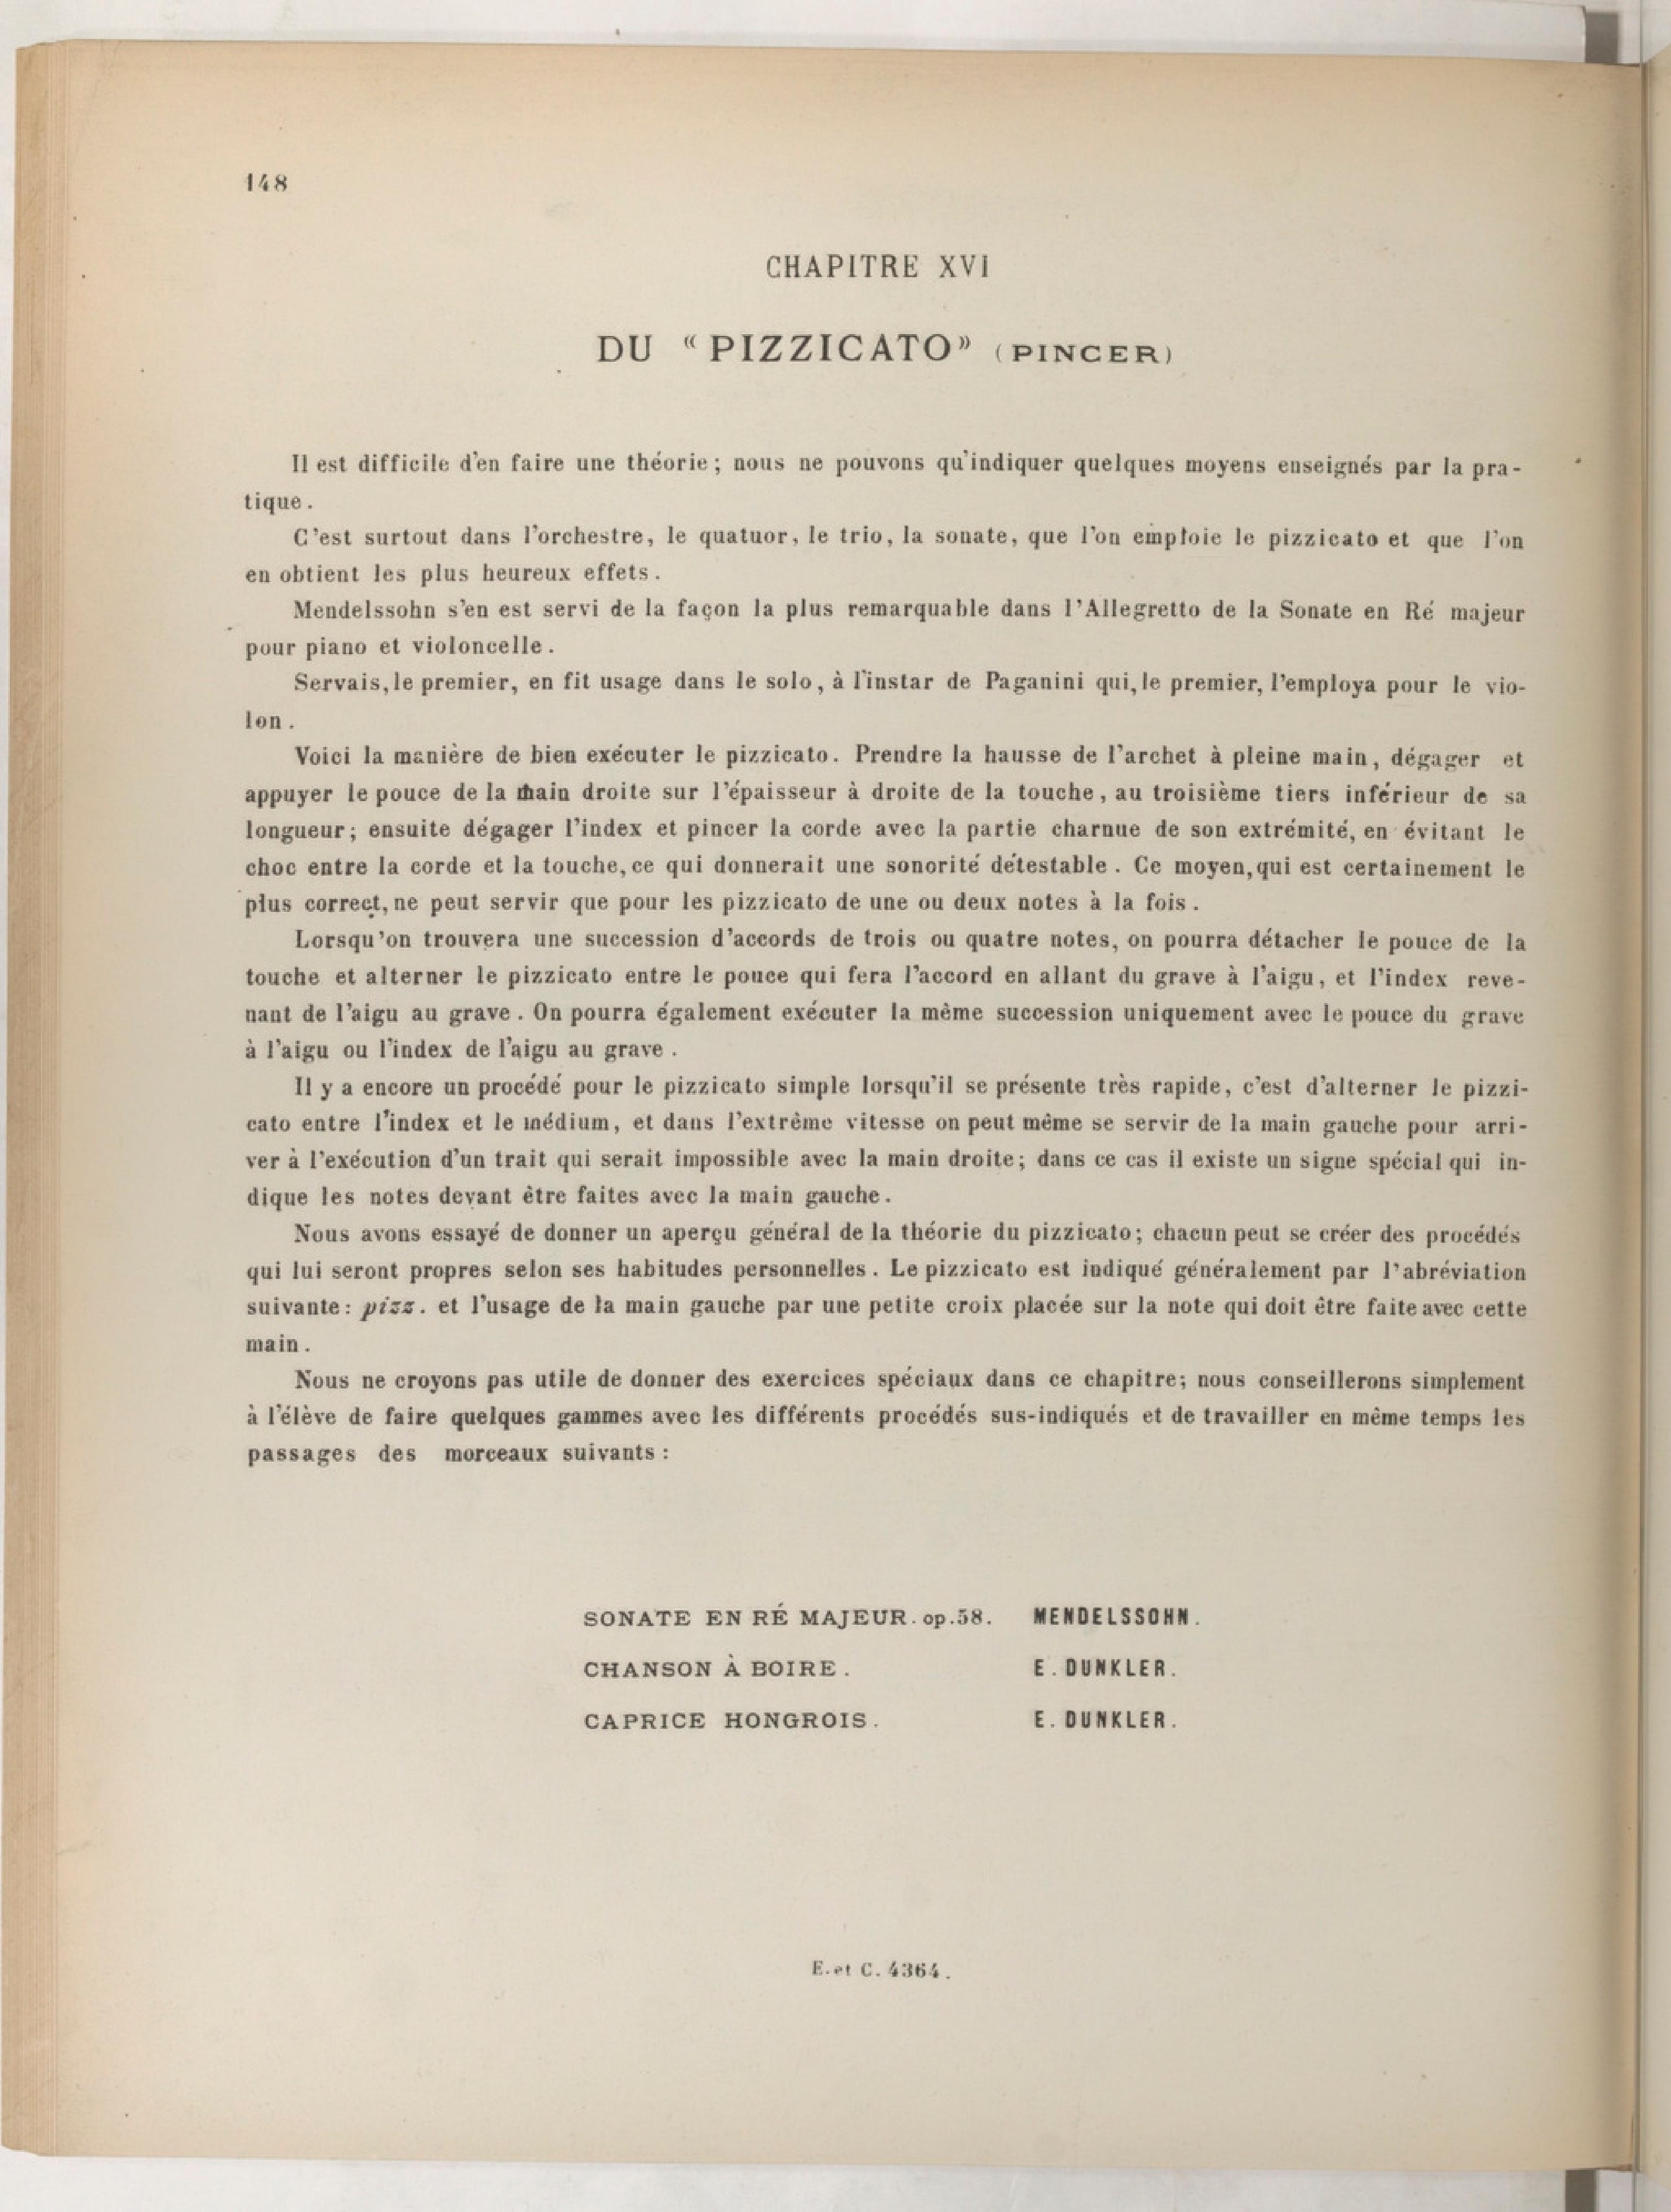 148
CHAPITRE XVI
DU “PIZZICATO” (PINCER)
Il est difficile d'en faire une théorie; nous ne pouvons qu'indiquer quelques moyens enseignés par la pra-
tique.
C'est surtout dans l'orchestre, le quatuor, le trio, la sonate, que l'on emploie le pizzicato et que l'on
en obtient les plus heureux effets.
Mendelssohn s'en est servi de la façon la plus remarquable dans l'Allegretto de la Sonate en Ré majeur
pour piano et violoncelle.
Servais, le premier, en fit usage dans le solo, à l'instar de Paganini qui, le premier, l'employa pour le vio-
lon.
Voici la manière de bien exécuter le pizzicato. Prendre la hausse de l'archet à pleine main, dégager et
appuyer le pouce de la main droite sur l'épaisseur à droite de la touche, au troisième tiers inférieur de sa
longueur; ensuite dégager l'index et pincer la corde avec la partie charnue de son extrémité, en évitant le
choc entre la corde et la touche, ce qui donnerait une sonorité détestable. Ce moyen, qui est certainement le
plus correct, ne peut servir que pour les pizzicato de une ou deux notes à la fois.
Lorsqu'on trouvera une succession d'accords de trois ou quatre notes, on pourra détacher le pouce de la
touche et alterner le pizzicato entre le pouce qui fera l'accord en allant du grave à l'aigu, et l'index reve-
nant de l'aigu au grave. On pourra également exécuter la même succession uniquement avec le pouce du grave
à l'aigu ou l'index de l'aigu au grave.
Il y a encore un procédé pour le pizzicato simple lorsqu'il se présente très rapide, c'est d'alterner le pizzi-
cato entre l'index et le médium, et dans l'extrême vitesse on peut même se servir de la main gauche pour arri-
ver à l'exécution d'un trait qui serait impossible avec la main droite; dans ce cas il existe un signe spécial qui in-
dique les notes devant être faites avec la main gauche.
Nous avons essayé de donner un aperçu général de la théorie du pizzicato; chacun peut se créer des procédés
qui lui seront propres selon ses habitudes personnelles. Le pizzicato est indiqué généralement par l'abréviation
suivante: pizz. et l'usage de la main gauche par une petite croix placée sur la note qui doit être faite avec cette
main.
Nous ne croyons pas utile de donner des exercices spéciaux dans ce chapitre; nous conseillerons simplement
à l'élève de faire quelques gammes avec les différents procédés sus-indiqués et de travailler en même temps les
passages des morceaux suivants:
SONATE EN RÉ MAJEUR. op.58. MENDELSSOHN.
CHANSON À BOIRE. E. DUNKLER.
CAPRICE HONGROIS. E. DUNKLER.
E. et C. 4364.